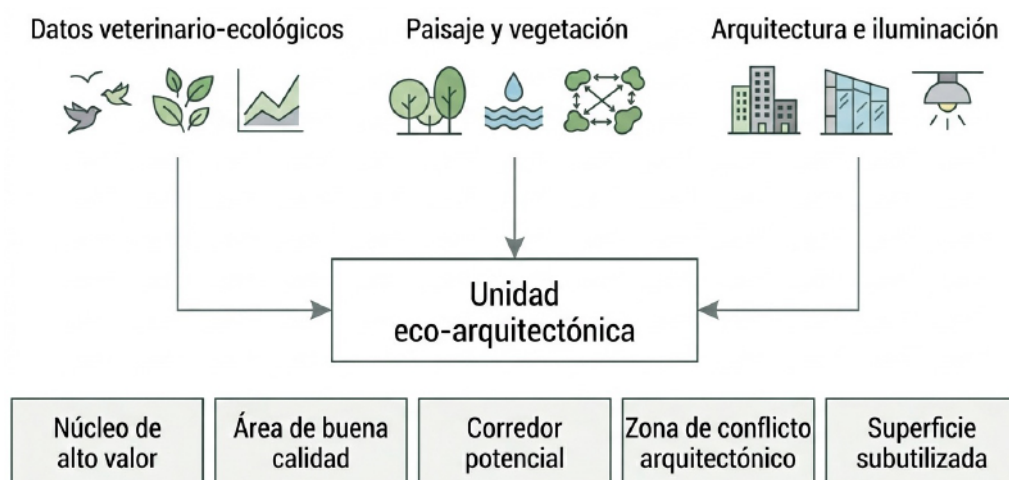 Datos veterinario-ecológicos
Paisaje y vegetación
Arquitectura e iluminación
Unidad
eco-arquitectónica
Núcleo de
alto valor
Área de buena
calidad
Corredor
potencial
Zona de conflicto
arquitectónico
Superficie
subutilizada